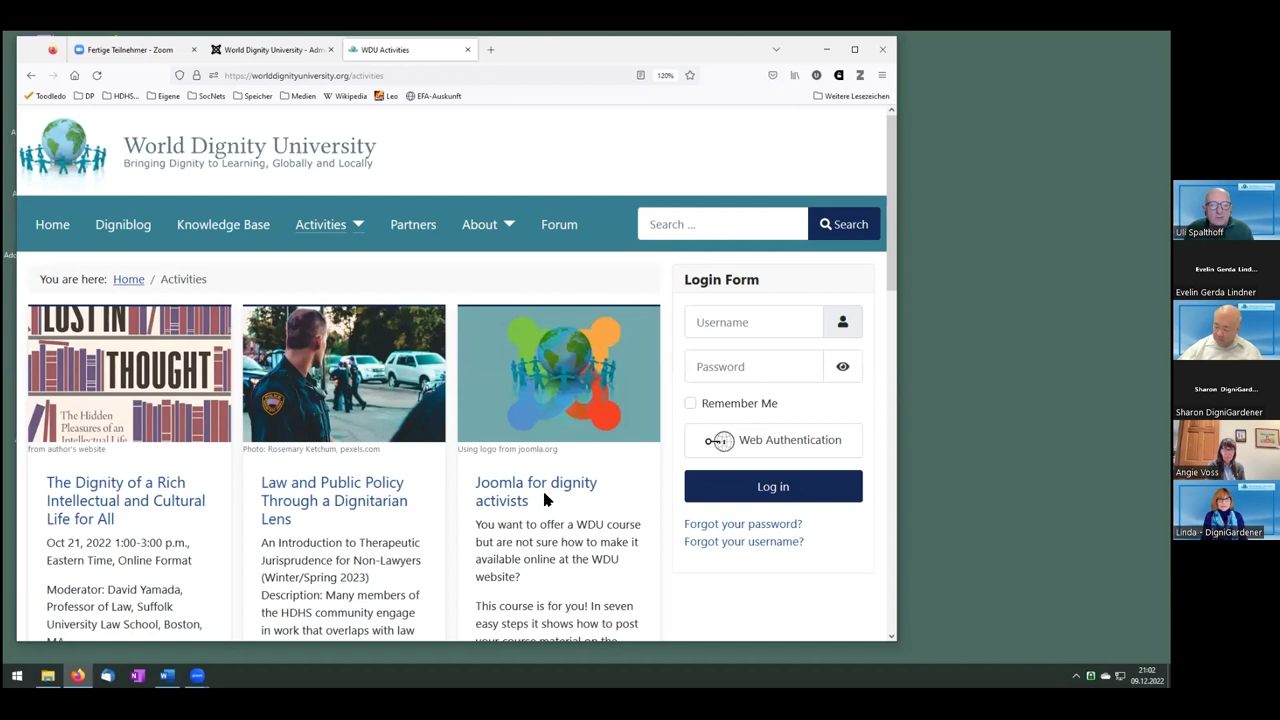 Fertige Teilnehmer - Zoom
World Dignity University - Adm
WDU Activities
https://worlddignityuniversity.org/activities
120%
Toodledo
DP
HDHS...
Eigene
SocNets
Speicher
Medien
Wikipedia
Leo
EFA-Auskunft
Weitere Lesezeichen
World Dignity University
Bringing Dignity to Learning, Globally and Locally
Home
Digniblog
Knowledge Base
Activities
Partners
About
Forum
Search ...
Search
You are here: Home / Activities
LOST IN
THOUGHT
The Hidden
Pleasures of an
Intellectual Life
from author's website
The Dignity of a Rich
Intellectual and Cultural
Life for All
Oct 21, 2022 1:00-3:00 p.m.,
Eastern Time, Online Format
Moderator: David Yamada,
Professor of Law, Suffolk
University Law School, Boston,
MA
Photo: Rosemary Ketchum, pexels.com
Law and Public Policy
Through a Dignitarian
Lens
An Introduction to Therapeutic
Jurisprudence for Non-Lawyers
(Winter/Spring 2023)
Description: Many members of
the HDHS community engage
in work that overlaps with law
Using logo from joomla.org
Joomla for dignity
activists
You want to offer a WDU course
but are not sure how to make it
available online at the WDU
website?
This course is for you! In seven
easy steps it shows how to post
your course material on the
Login Form
Username
Password
Remember Me
Web Authentication
Log in
Forgot your password?
Forgot your username?
Uli Spalthoff
Evelin Gerda Lind...
Evelin Gerda Lindner
Sharon DigniGard...
Sharon DigniGardener
Angie Voss
Linda - DigniGardener
21:02
09.12.2022